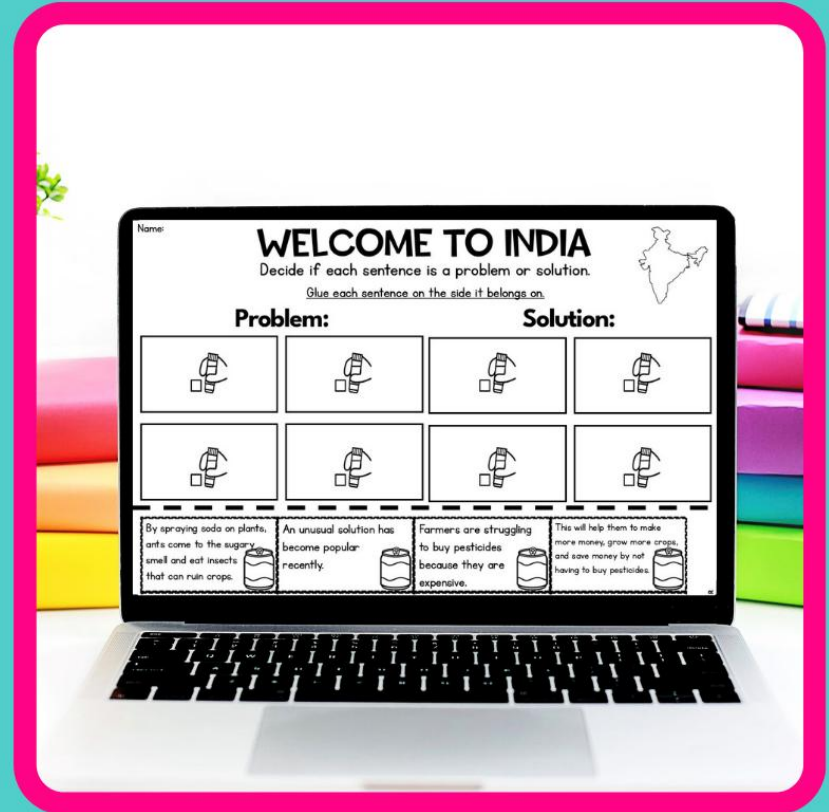 Name:
WELCOME TO INDIA
Decide if each sentence is a problem or solution.
Glue each sentence on the side it belongs on.
Problem:
Solution:
By spraying soda on plants,
ants come to the sugary
smell and eat insects
that can ruin crops.
An unusual solution has
become popular
recently.
Farmers are struggling
to buy pesticides
because they are
expensive.
This will help them to make
more money, grow more crops,
and save money by not
having to buy pesticides.